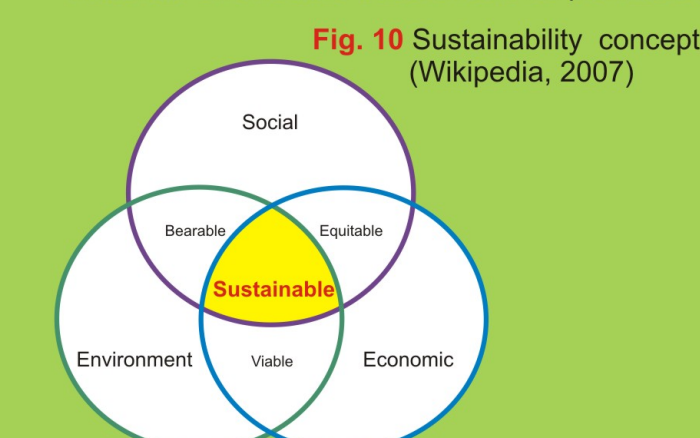 Fig. 10 Sustainability concept
(Wikipedia, 2007)
Social
Bearable
Equitable
Sustainable
Environment
Viable
Economic